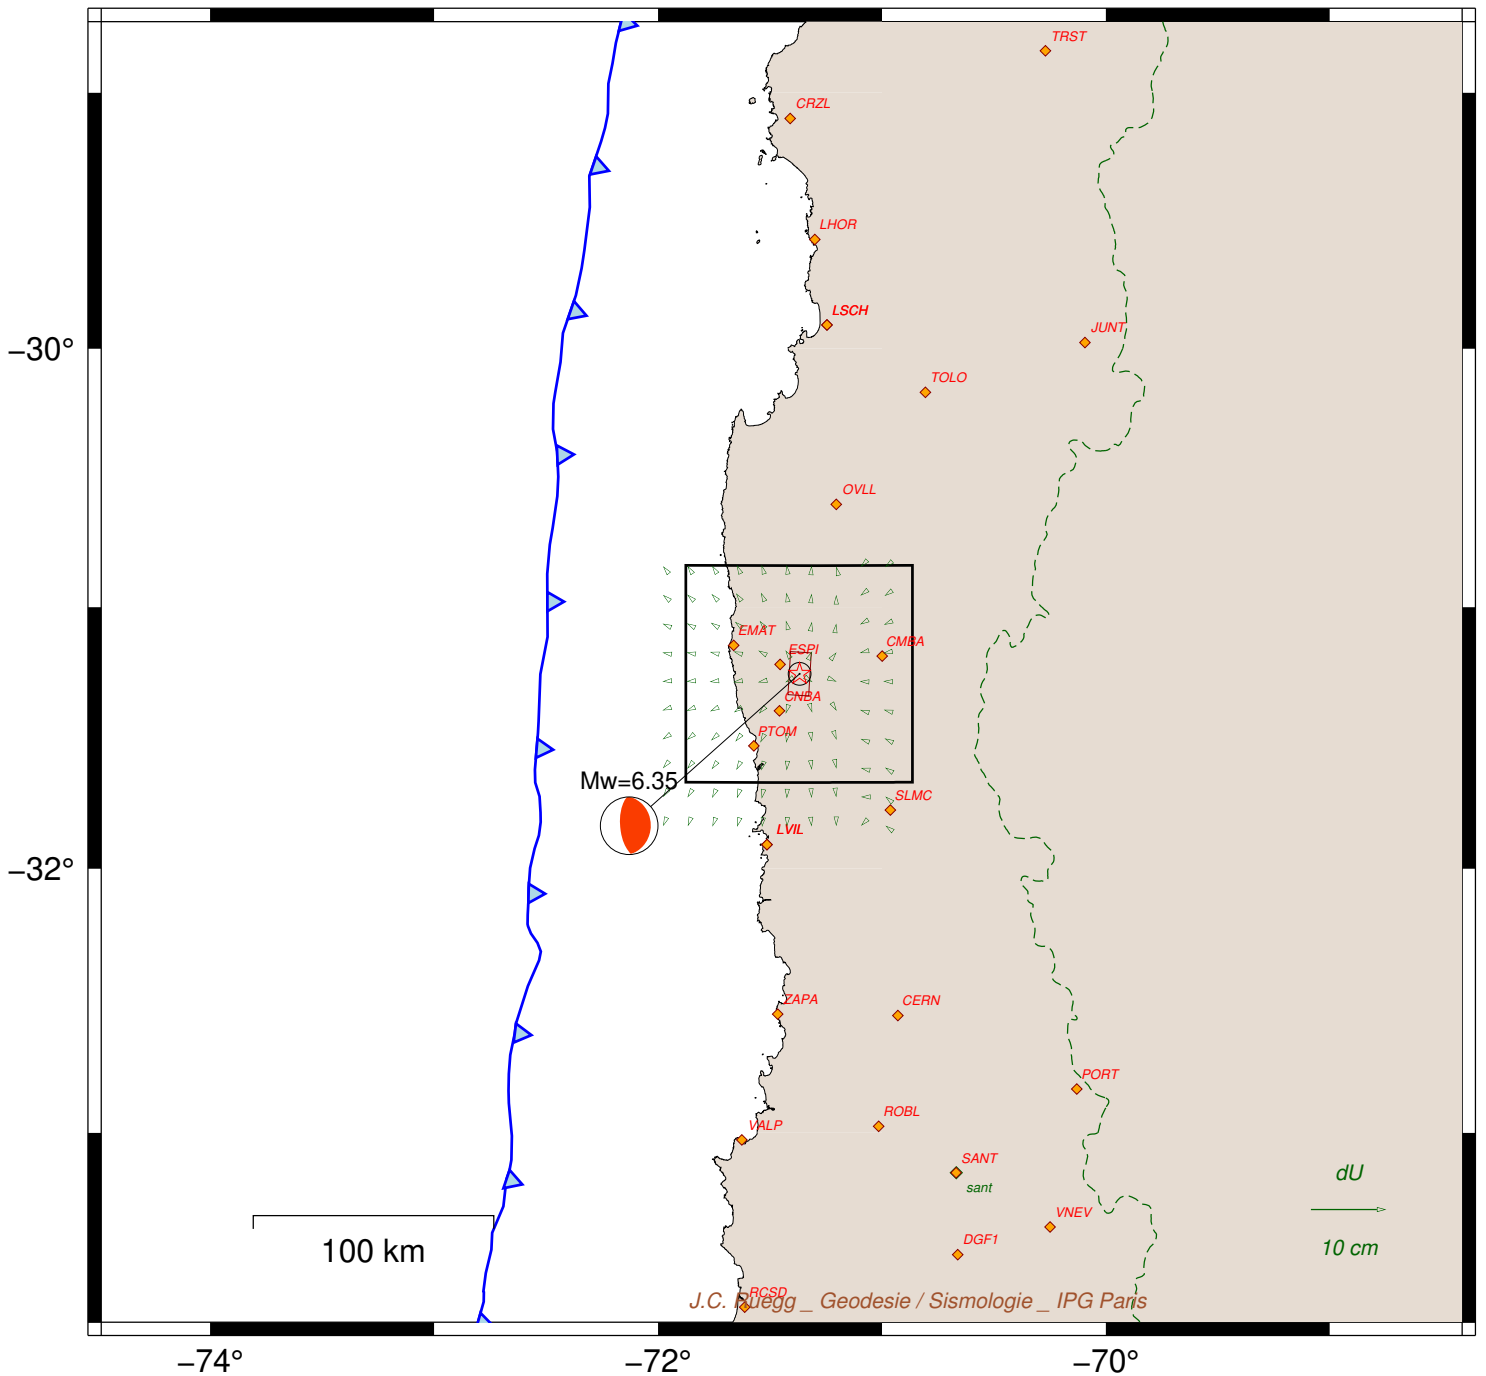 TRST
CRZL
LHOR
LSCH
JUNT
−30°
TOLO
OVLL
EMAT
ESPI
CMBA
CNBA
PTOM
Mw=6.35
SLMC
LVIL
−32°
ZAPA
CERN
PORT
ROBL
VALP
SANT
sant
dU
VNEV
DGF1
10 cm
100 km
RCSD
J.C. Ruegg _ Geodesie / Sismologie _ IPG Paris
−74°
−72°
−70°